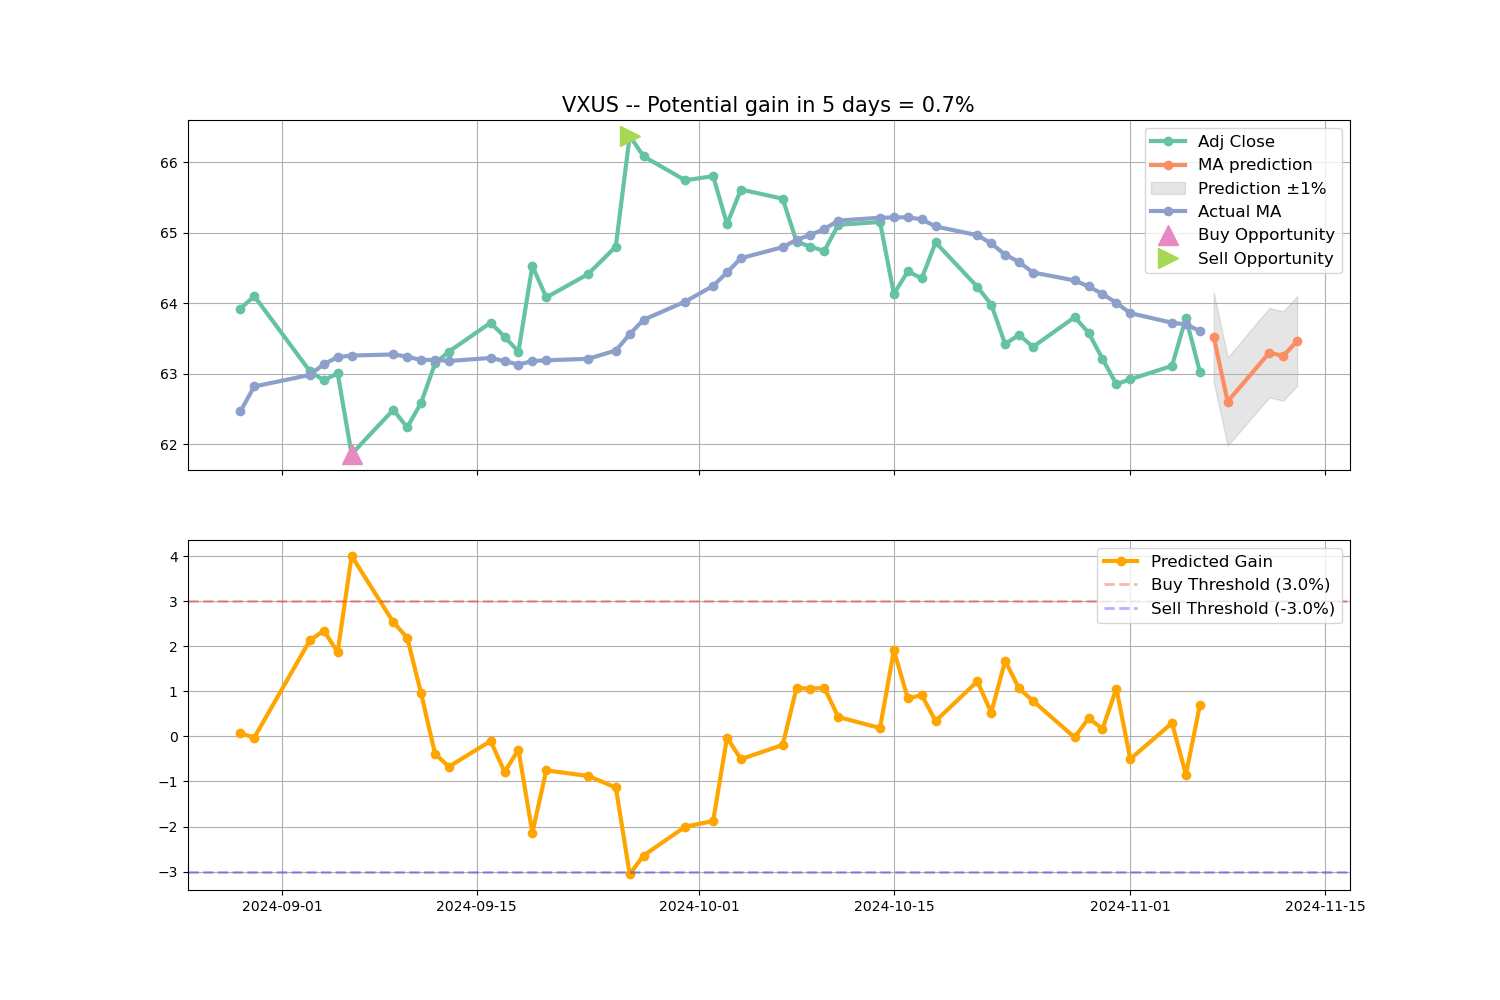 VXUS -- Potential gain in 5 days = 0.7%
66
65
64
63
62
Adj Close
MA prediction
Prediction ±1%
Actual MA
Buy Opportunity
Sell Opportunity
4
3
2
1
0
−1
−2
−3
Predicted Gain
Buy Threshold (3.0%)
Sell Threshold (-3.0%)
2024-09-01
2024-09-15
2024-10-01
2024-10-15
2024-11-01
2024-11-15